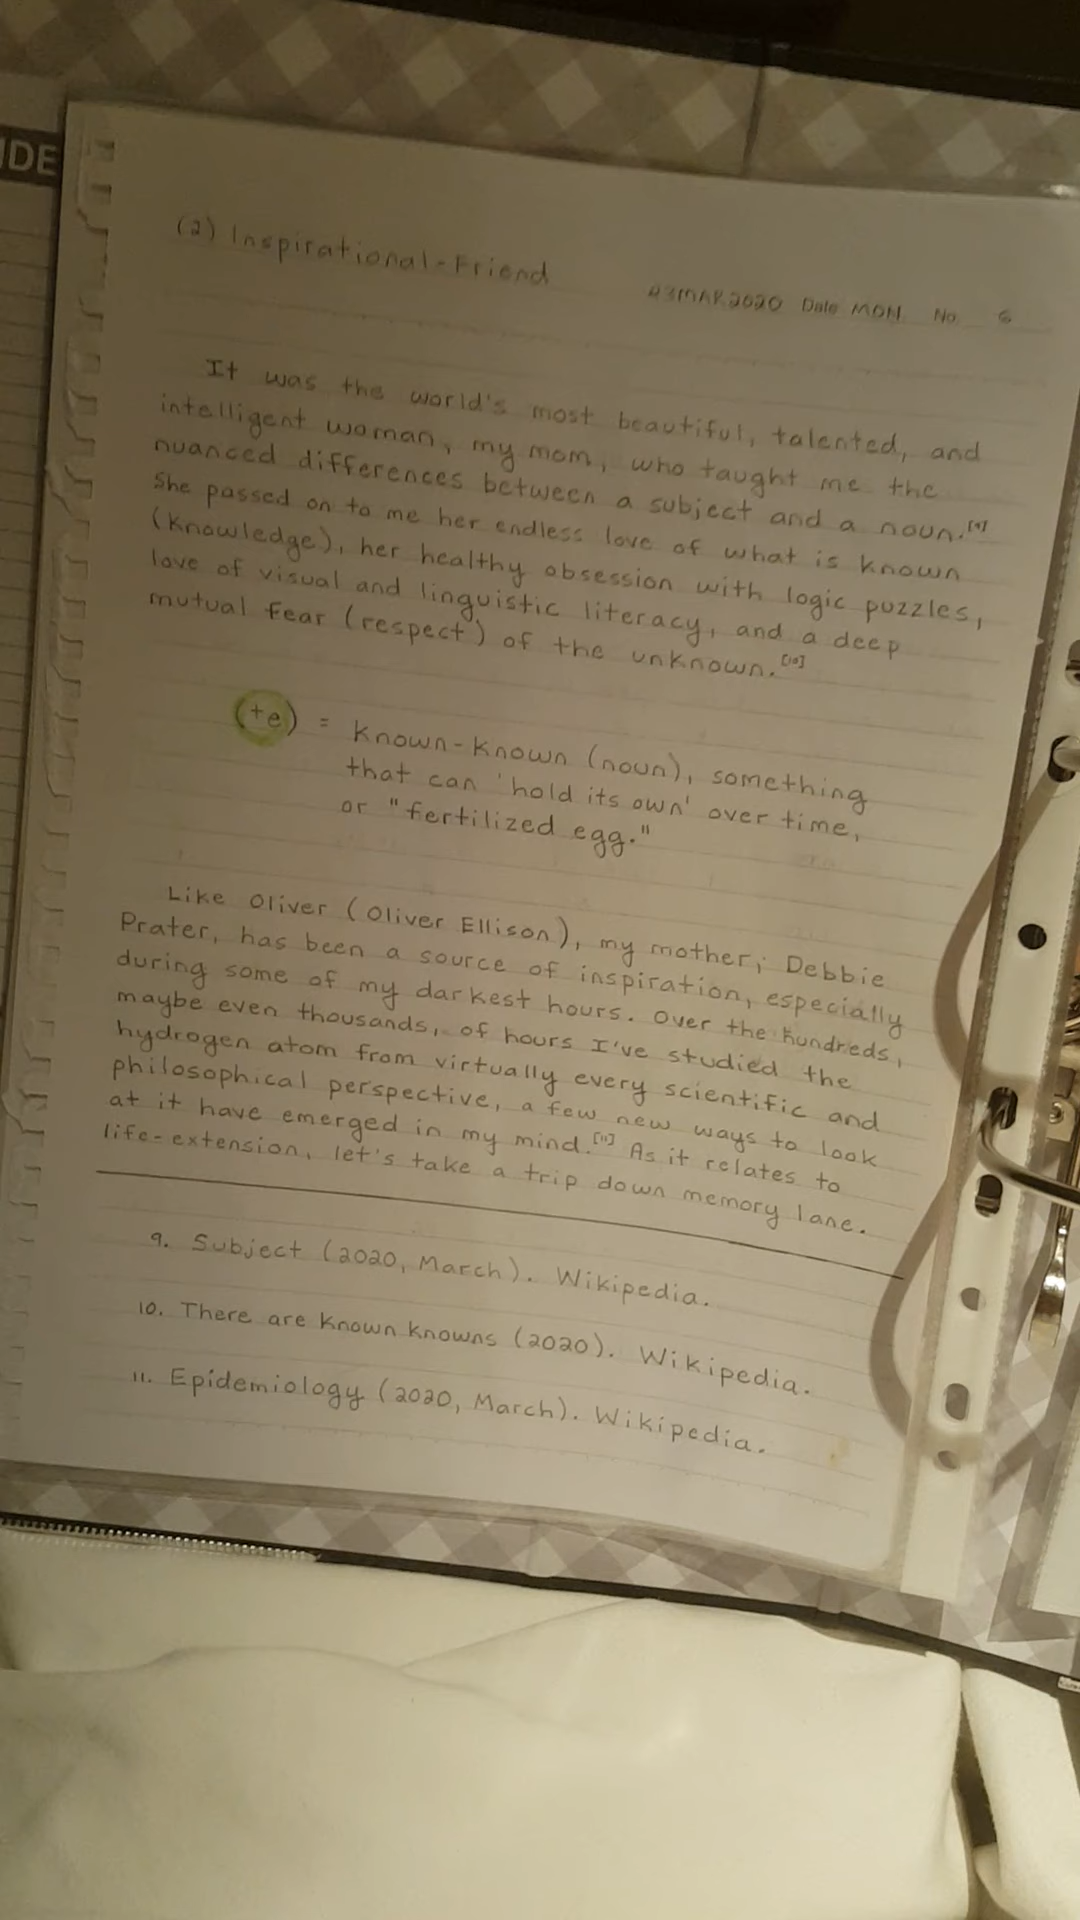 IDE
(2) Inspirational-Friend
23MAR2020 Date MON. No. 6
It was the world's most beautiful, talented, and
intelligent woman, my mom, who taught me the
nuanced differences between a subject and a noun.[9]
She passed on to me her endless love of what is known
(knowledge), her healthy obsession with logic puzzles,
love of visual and linguistic literacy, and a deep
mutual fear (respect) of the unknown.[10]
(+e) = Known-Known (noun), something
that can 'hold its own' over time,
or "fertilized egg."
Like Oliver (Oliver Ellison), my mother; Debbie
Prater, has been a source of inspiration, especially
during some of my darkest hours. Over the hundreds,
maybe even thousands, of hours I've studied the
hydrogen atom from virtually every scientific and
philosophical perspective, a few new ways to look
at it have emerged in my mind.[11] As it relates to
life-extension, let's take a trip down memory lane.
9. Subject (2020, March). Wikipedia.
10. There are Known Knowns (2020). Wikipedia.
11. Epidemiology (2020, March). Wikipedia.